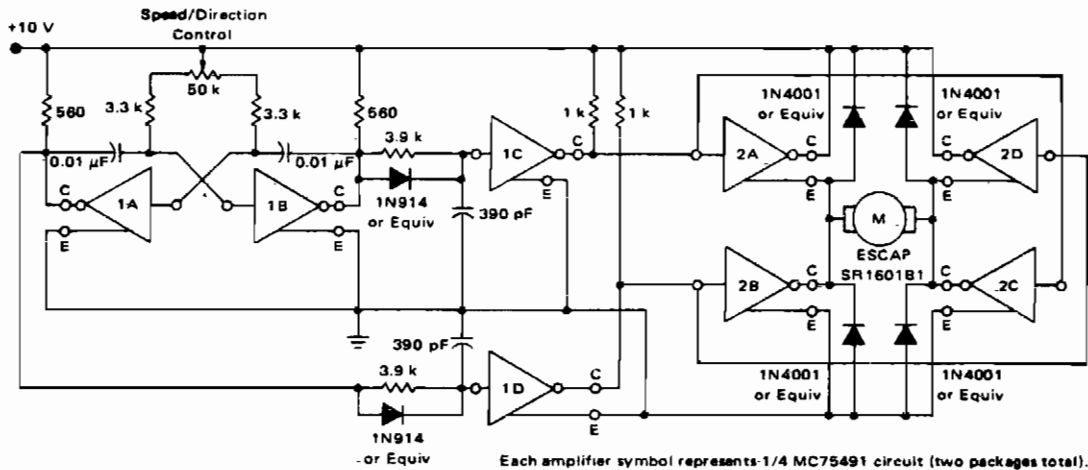 Speed/Direction
Control
+10 V
50 k
560
3.3 k
3.3 k
560
3.9 k
1 k
1 k
1N4001
or Equiv
1N4001
or Equiv
0.01 µF
0.01 µF
C
1A
E
1B
C
E
1N914
or Equiv
390 pF
1C
C
E
2A
C
E
C
2D
E
M
ESCAP
SR1601B1
2B
C
E
C
2C
E
390 pF
3.9 k
1D
C
E
1N914
or Equiv
1N4001
or Equiv
1N4001
or Equiv
Each amplifier symbol represents 1/4 MC75491 circuit (two packages total).